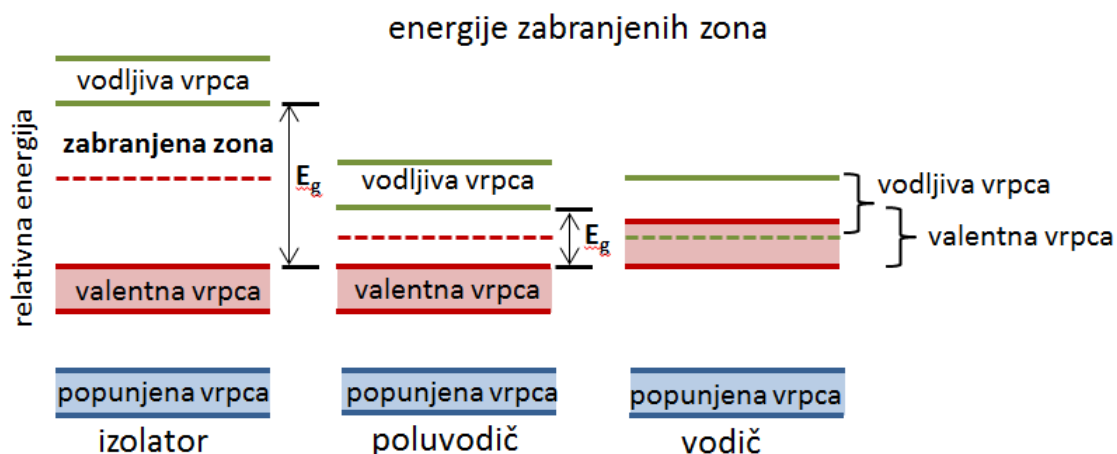 energije zabranjenih zona
relativna energija
vodljiva vrpca
zabranjena zona
Eg
valentna vrpca
popunjena vrpca
izolator
vodljiva vrpca
Eg
valentna vrpca
popunjena vrpca
poluvodič
vodljiva vrpca
valentna vrpca
popunjena vrpca
vodič